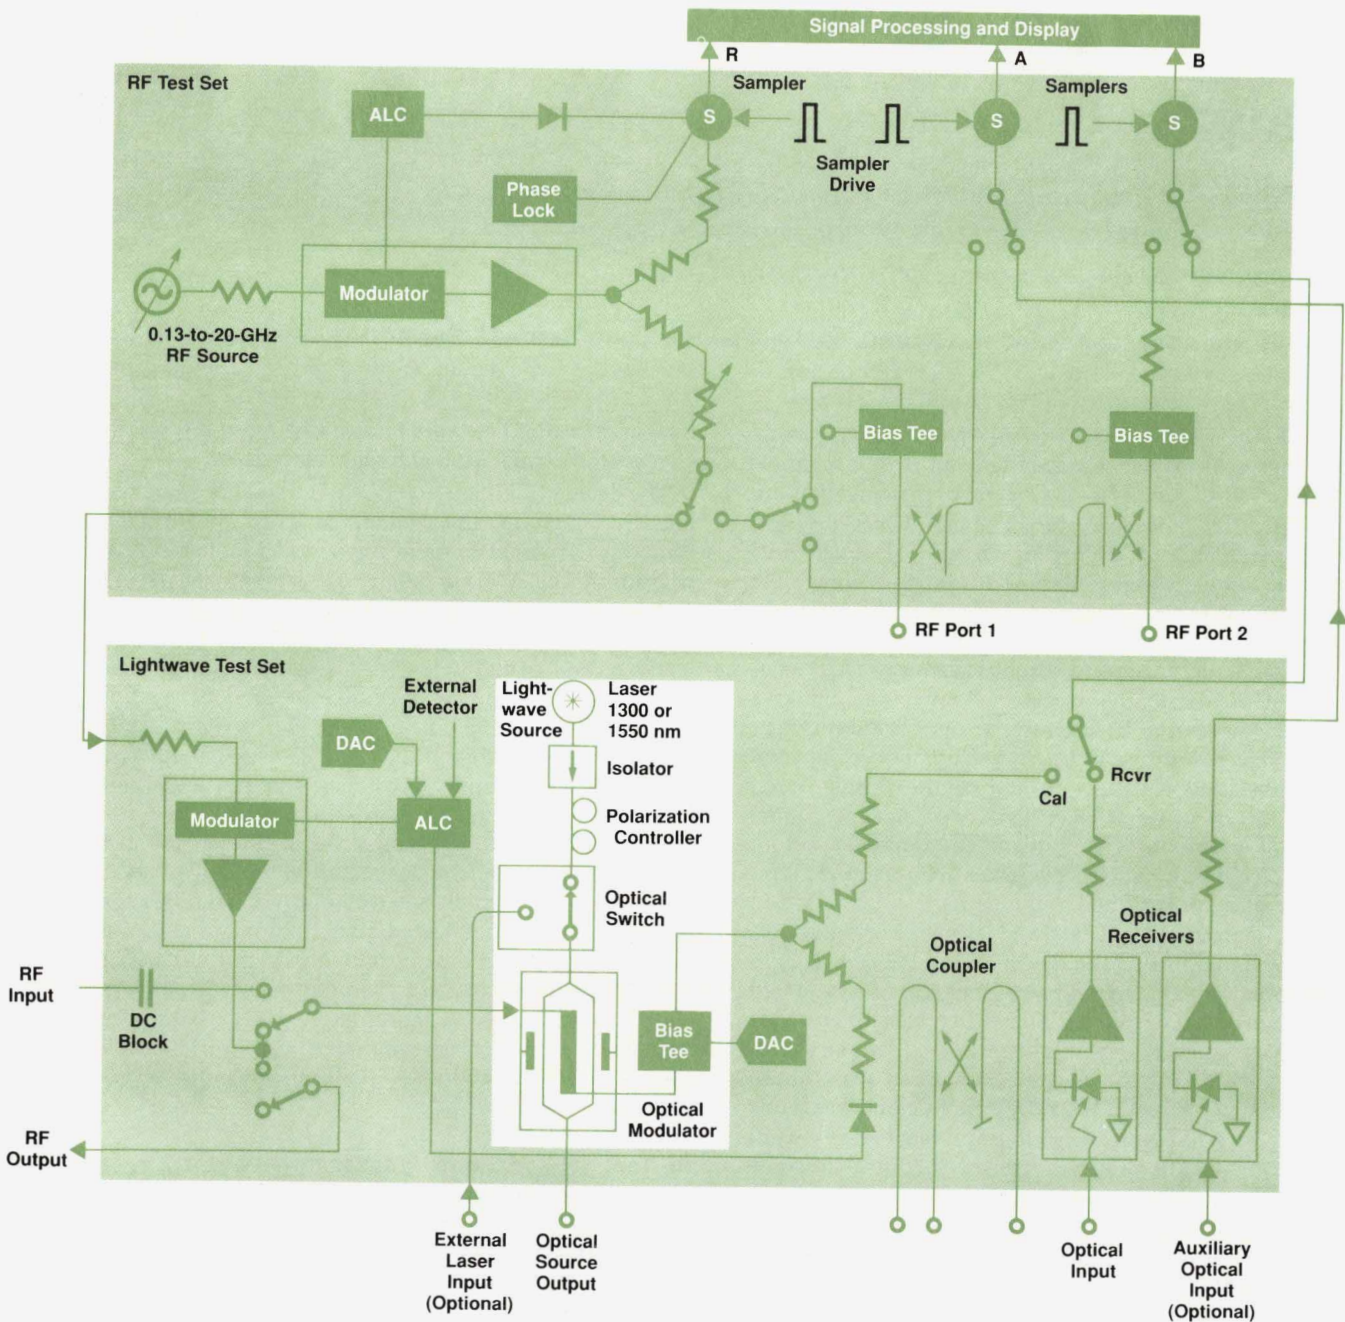 Signal Processing and Display
R
A
B
RF Test Set
Sampler
Samplers
ALC
S
S
S
Sampler
Drive
Phase
Lock
Modulator
0.13-to-20-GHz
RF Source
Bias Tee
Bias Tee
RF Port 1
RF Port 2
Lightwave Test Set
External
Detector
Light-
wave
Source
Laser
1300 or
1550 nm
DAC
Isolator
Rcvr
Cal
Modulator
ALC
Polarization
Controller
Optical
Switch
Optical
Receivers
Optical
Coupler
RF
Input
DC
Block
Bias
Tee
DAC
Optical
Modulator
RF
Output
External
Laser
Input
(Optional)
Optical
Source
Output
Optical
Input
Auxiliary
Optical
Input
(Optional)